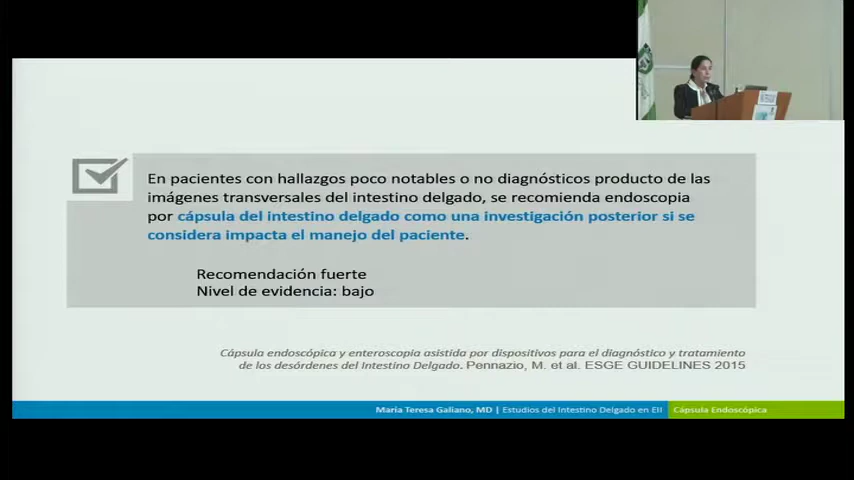 En pacientes con hallazgos poco notables o no diagnósticos producto de las
imágenes transversales del intestino delgado, se recomienda endoscopia
por cápsula del intestino delgado como una investigación posterior si se
considera impacta el manejo del paciente.
Recomendación fuerte
Nivel de evidencia: bajo
Cápsula endoscópica y enteroscopia asistida por dispositivos para el diagnóstico y tratamiento
de los desórdenes del Intestino Delgado. Pennazio, M. et al. ESGE GUIDELINES 2015
Maria Teresa Galiano, MD | Estudios del Intestino Delgado en EII Cápsula Endoscópica